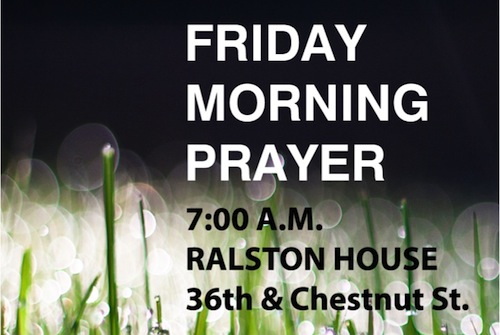 FRIDAY
MORNING
PRAYER
7:00 A.M.
RALSTON HOUSE
36th & Chestnut St.